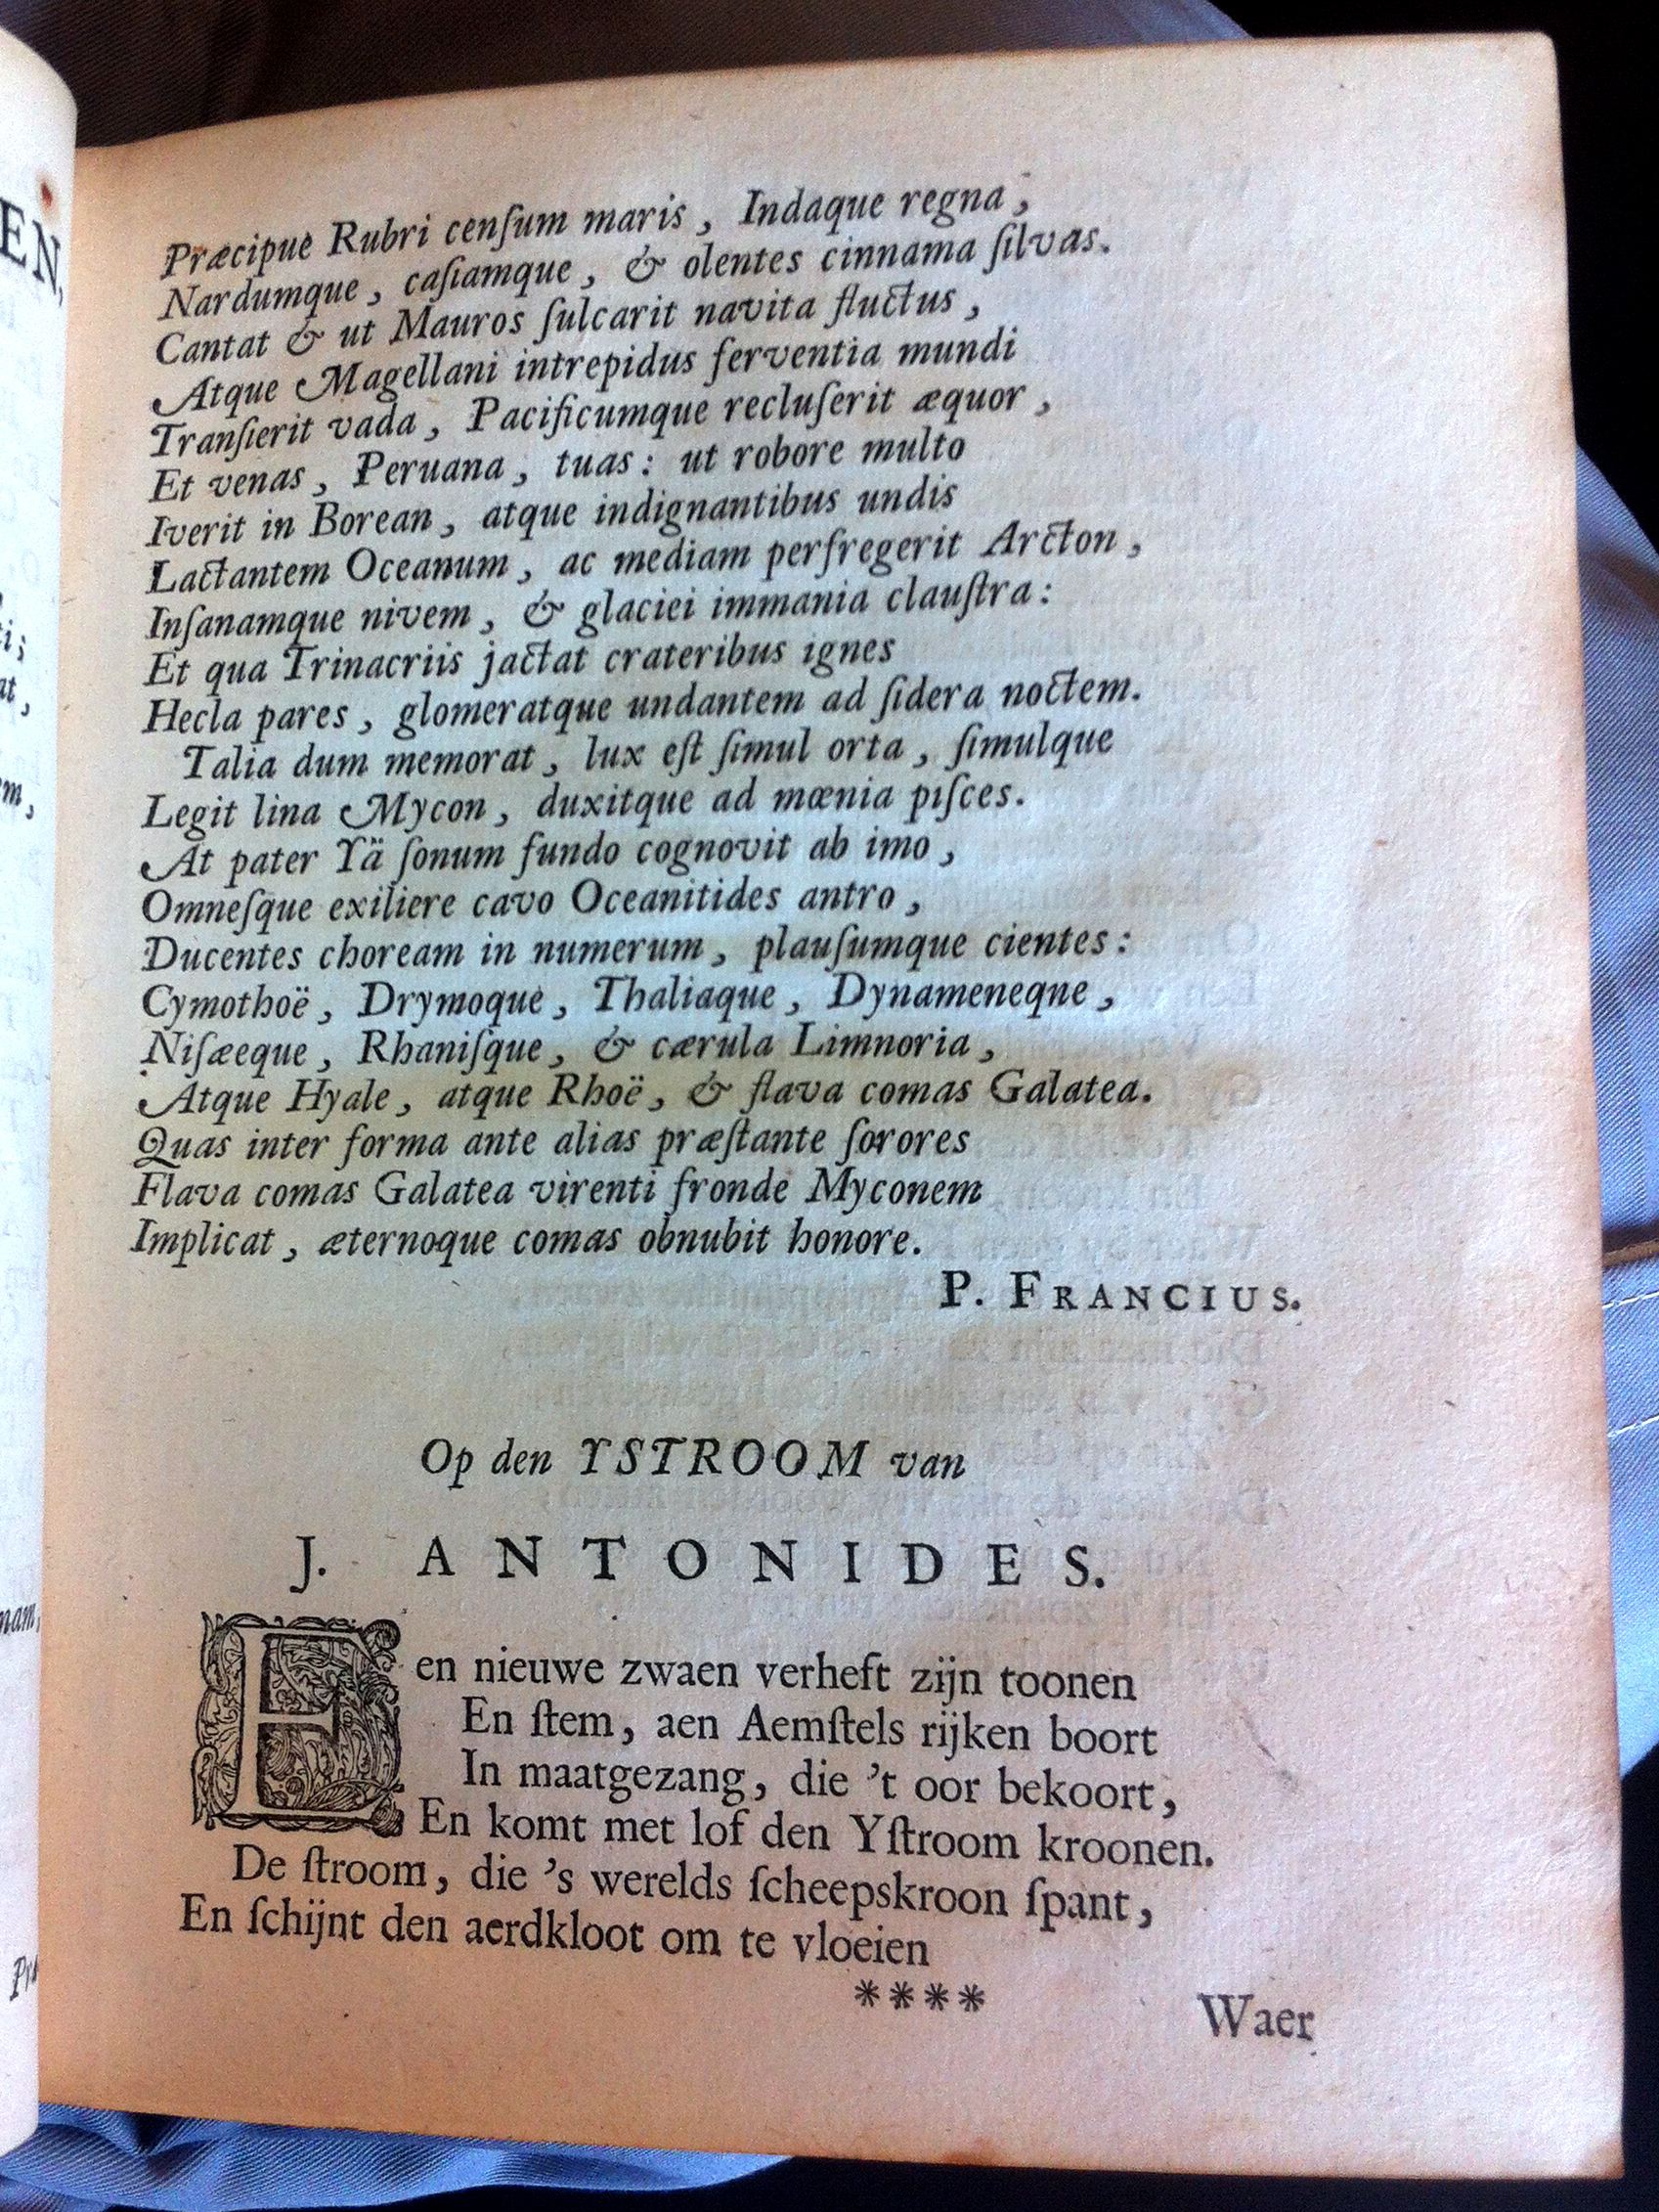 Præcipuè Rubri cenſum maris, Indaque regna,
Nardumque, caſiamque, & olentes cinnama ſilvas.
Cantat & ut Mauros ſulcarit navita fluctus,
Atque Magellani intrepidus ferventia mundi
Tranſierit vada, Pacificumque recluſerit æquor,
Et venas, Peruana, tuas: ut robore multo
Iverit in Borean, atque indignantibus undis
Lactantem Oceanum, ac mediam perfregerit Arcton,
Inſanamque nivem, & glaciei immania clauſtra:
Et qua Trinacriis jactat crateribus ignes
Hecla pares, glomeratque undantem ad ſidera noctem.
Talia dum memorat, lux eſt ſimul orta, ſimulque
Legit lina Mycon, duxitque ad mœnia piſces.
At pater Yä ſonum fundo cognovit ab imo,
Omneſque exiliere cavo Oceanitides antro,
Ducentes choream in numerum, plauſumque cientes:
Cymothoë, Drymoque, Thaliaque, Dynameneqne,
Niſæeque, Rhaniſque, & cærula Limnoria,
Atque Hyale, atque Rhoë, & flava comas Galatea.
Quas inter forma ante alias præſtante ſorores
Flava comas Galatea virenti fronde Myconem
Implicat, æternoque comas obnubit honore.
P. FRANCIUS.
Op den YSTROOM van
J. ANTONIDES.
Een nieuwe zwaen verheft zijn toonen
En ſtem, aen Aemſtels rijken boort
In maatgezang, die 't oor bekoort,
En komt met lof den Yſtroom kroonen.
De ſtroom, die 's werelds ſcheepskroon ſpant,
En ſchijnt den aerdkloot om te vloeien
****
Waer